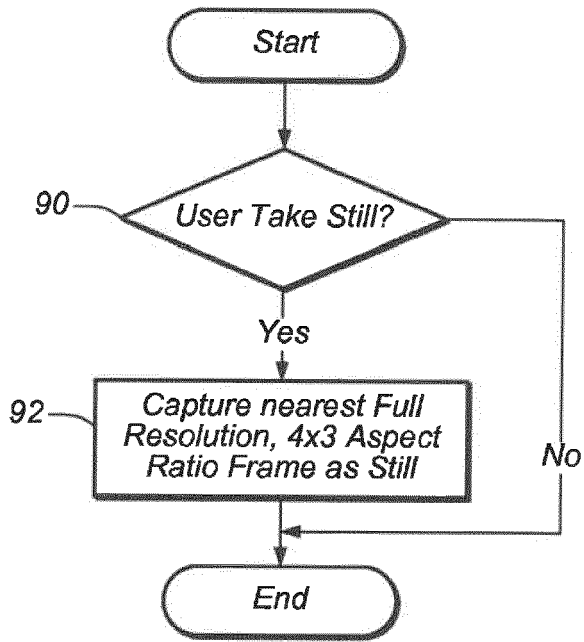 Start
90
User Take Still?
Yes
92
Capture nearest Full
Resolution, 4x3 Aspect
Ratio Frame as Still
No
End